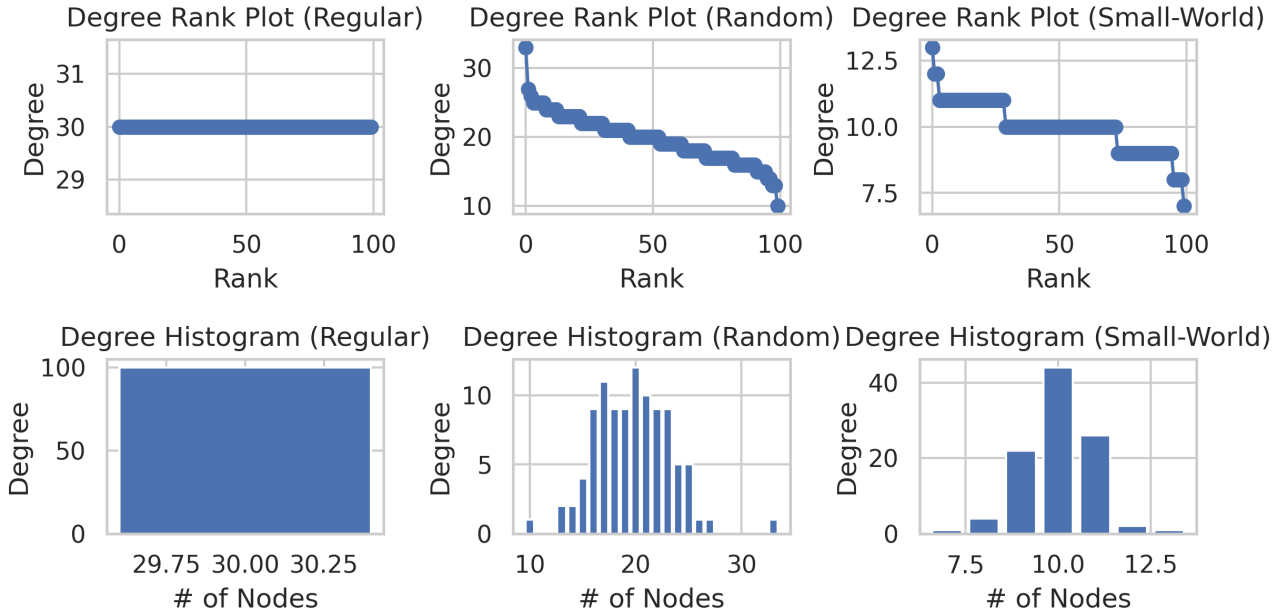 Degree Rank Plot (Regular)
Degree
31
30
29
0 50 100
Rank
Degree Rank Plot (Random)
Degree
30
20
10
0 50 100
Rank
Degree Rank Plot (Small-World)
Degree
12.5
10.0
7.5
0 50 100
Rank
Degree Histogram (Regular)
Degree
100
50
0
29.75 30.00 30.25
# of Nodes
Degree Histogram (Random)
Degree
10
5
0
10 20 30
# of Nodes
Degree Histogram (Small-World)
Degree
40
20
0
7.5 10.0 12.5
# of Nodes